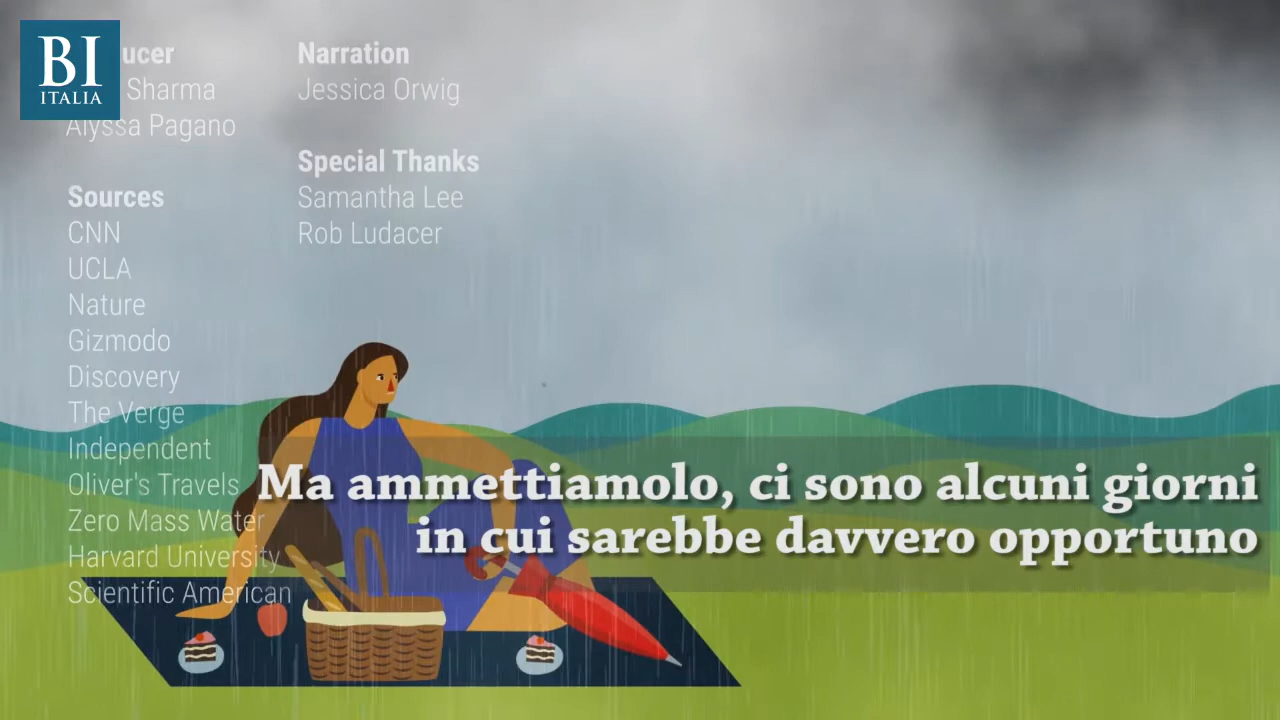 BI
ITALIA
ucer
Sharma
Alyssa Pagano
Sources
CNN
UCLA
Nature
Gizmodo
Discovery
The Verge
Independent
Oliver's Travels
Zero Mass Water
Harvard University
Scientific American
Narration
Jessica Orwig
Special Thanks
Samantha Lee
Rob Ludacer
Ma ammettiamolo, ci sono alcuni giorni
in cui sarebbe davvero opportuno